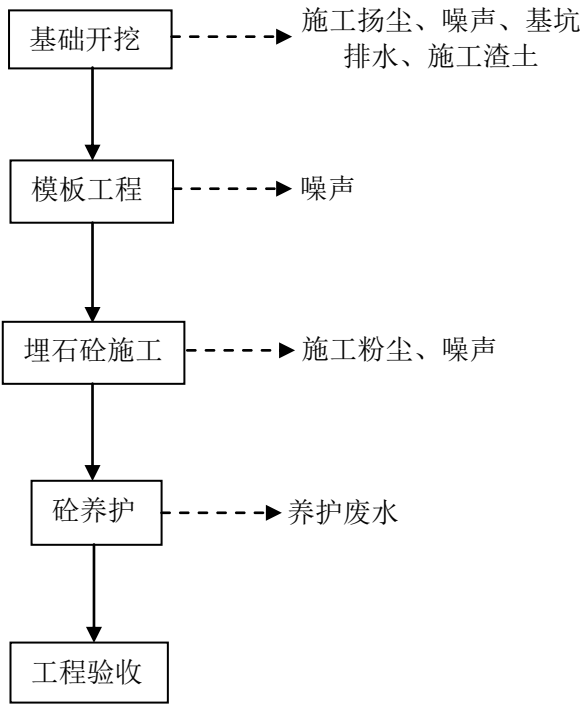 基础开挖
施工扬尘、噪声、基坑
排水、施工渣土
模板工程
噪声
埋石砼施工
施工粉尘、噪声
砼养护
养护废水
工程验收